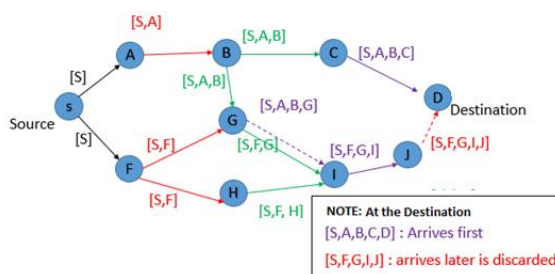 [S,A]
[S,A,B]
A
B
C
[S,A,B,C]
[S]
[S,A,B]
D
s
[S,A,B,G]
Source
Destination
G
[S]
[S,F]
[S,F,G]
[S,F,G,I]
J
[S,F,G,I,J]
F
I
[S,F]
H
[S,F, H]
NOTE: At the Destination
[S,A,B,C,D] : Arrives first
[S,F,G,I,J] : arrives later is discarded